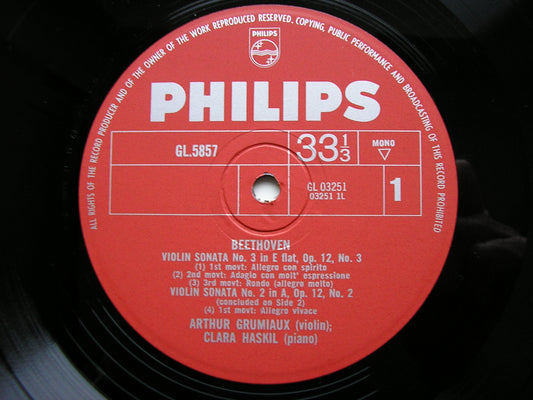 ALL RIGHTS OF THE RECORD PRODUCER AND OF THE OWNER OF THE WORK REPRODUCED RESERVED. COPYING, PUBLIC PERFORMANCE AND BROADCASTING OF THIS RECORD PROHIBITED
PHILIPS
PHILIPS
GL.5857
33⅓
MONO
GL 03251
03251 1L
1
BEETHOVEN
VIOLIN SONATA No. 3 in E flat, Op. 12, No. 3
(1) 1st movt: Allegro con spirito
(2) 2nd movt: Adagio con molt' espressione
(3) 3rd movt: Rondo (allegro molto)
VIOLIN SONATA No. 2 in A, Op. 12, No. 2
(concluded on Side 2)
(4) 1st movt: Allegro vivace
ARTHUR GRUMIAUX (violin);
CLARA HASKIL (piano)